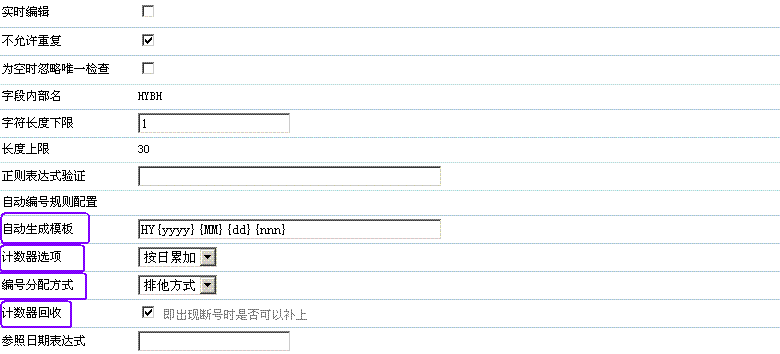 实时编辑
不允许重复
为空时忽略唯一检查
字段内部名 HYBH
字符长度下限 1
长度上限 30
正则表达式验证
自动编号规则配置
自动生成模板 HY{yyyy}{MM}{dd}{nnn}
计数器选项 按日累加
编号分配方式 排他方式
计数器回收 即出现断号时是否可以补上
参照日期表达式